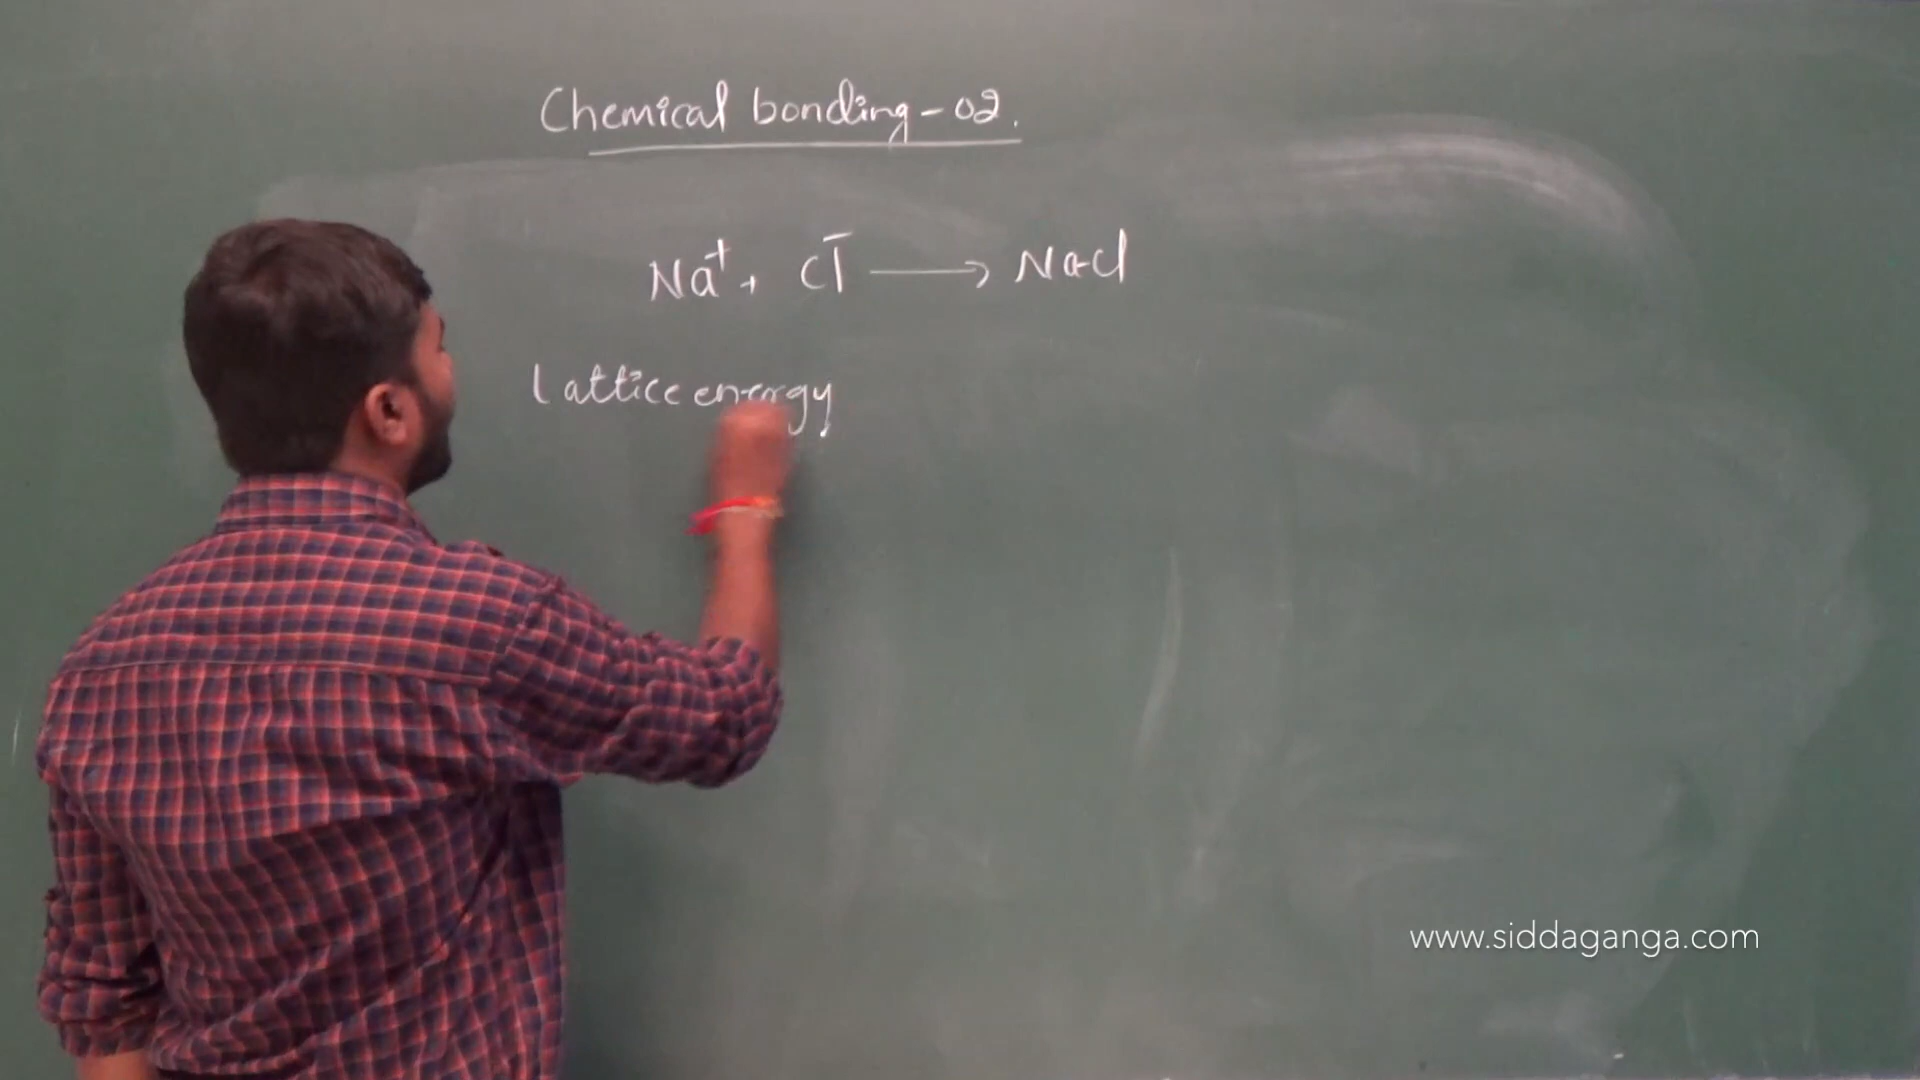 Chemical bonding - 02.
Na⁺ + Cl⁻ ⟶ NaCl
lattice energy
www.siddaganga.com